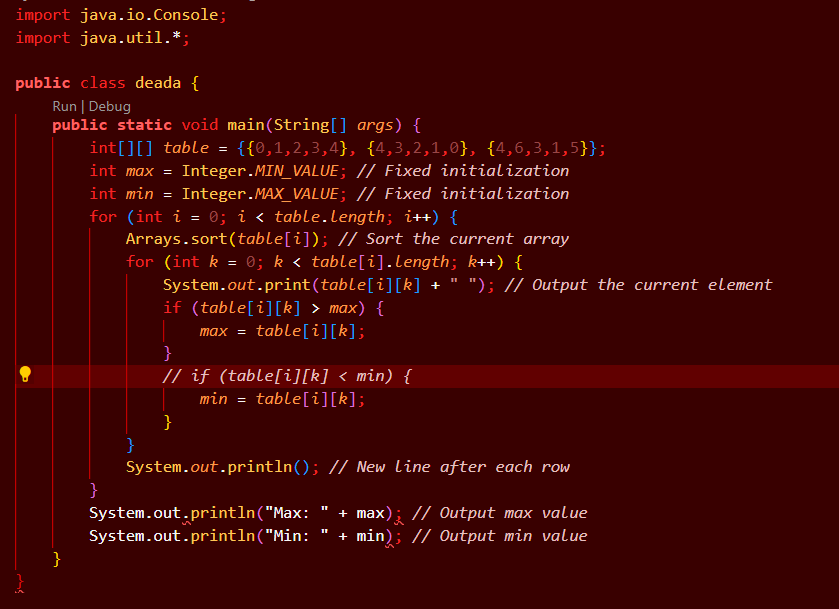 import java.io.Console;
import java.util.*;
public class deada {
Run | Debug
public static void main(String[] args) {
int[][] table = {{0,1,2,3,4}, {4,3,2,1,0}, {4,6,3,1,5}};
int max = Integer.MIN_VALUE; // Fixed initialization
int min = Integer.MAX_VALUE; // Fixed initialization
for (int i = 0; i < table.length; i++) {
Arrays.sort(table[i]); // Sort the current array
for (int k = 0; k < table[i].length; k++) {
System.out.print(table[i][k] + " "); // Output the current element
if (table[i][k] > max) {
max = table[i][k];
}
// if (table[i][k] < min) {
min = table[i][k];
}
}
System.out.println(); // New line after each row
}
System.out.println("Max: " + max); // Output max value
System.out.println("Min: " + min); // Output min value
}
}